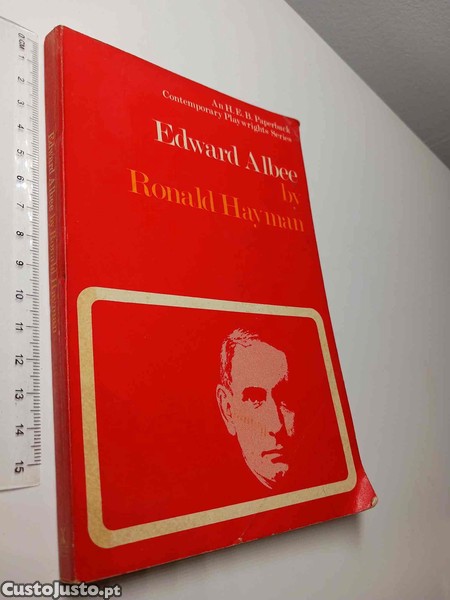 An H.E.B. Paperback
Contemporary Playwrights Series
Edward Albee
by
Ronald Hayman
Edward Albee by Ronald Hayman
0 CM 1 2 3 4 5 6 7 8 9 10 11 12 13 14 15
CustoJusto.pt